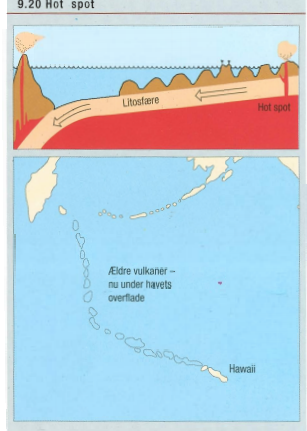 9.20 Hot spot
Litosfære
Hot spot
Ældre vulkaner –
nu under havets
overflade
Hawaii